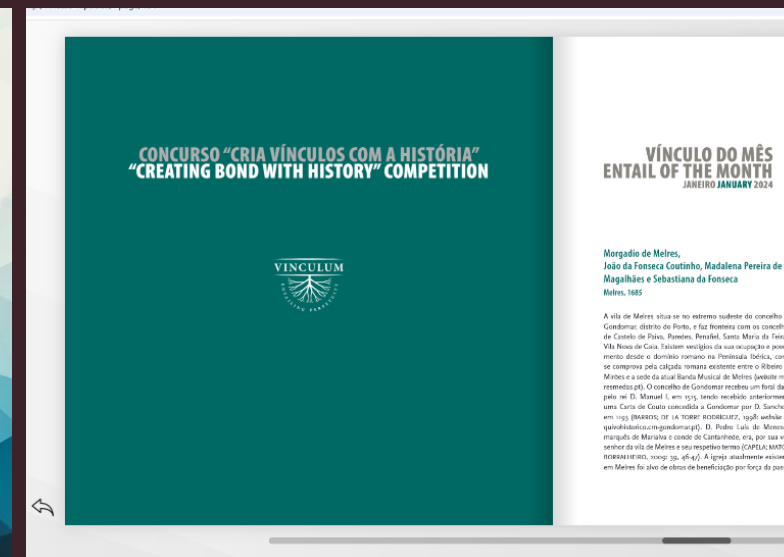 CONCURSO “CRIA VÍNCULOS COM A HISTÓRIA”
“CREATING BOND WITH HISTORY” COMPETITION
VINCULUM
VÍNCULO DO MÊS
ENTAIL OF THE MONTH
JANEIRO JANUARY 2024
Morgadio de Melres,
João da Fonseca Coutinho, Madalena Pereira de
Magalhães e Sebastiana da Fonseca
Melres, 1685
A vila de Melres situa-se no extremo sudeste do concelho
Gondomar, distrito do Porto, e faz fronteira com os concelh
de Castelo de Paiva, Paredes, Penafiel, Santa Maria da Feira
Vila Nova de Gaia. Existem vestígios da sua ocupação e pov
mento desde o domínio romano na Península Ibérica, con
se comprova pela calçada romana existente entre o Ribeiro
Mirões e a sede da atual Banda Musical de Melres (website m
resmedas.pt). O concelho de Gondomar recebeu um foral da
pelo rei D. Manuel I, em 1515, tendo recebido anteriormen
uma Carta de Couto concedida a Gondomar por D. Sancho
em 1193 (BARROS; DE LA TORRE RODRÍGUEZ, 1998: website
quivohistorico.cm-gondomar.pt). D. Pedro Luís de Menes
marquês de Marialva e conde de Cantanhede, era, por sua v
senhor da vila de Melres e seu respetivo termo (CAPELA; MATO
BORRALHEIRO, 2009: 39, 46-47). A igreja atualmente existen
em Melres foi alvo de obras de beneficiação por força da pas